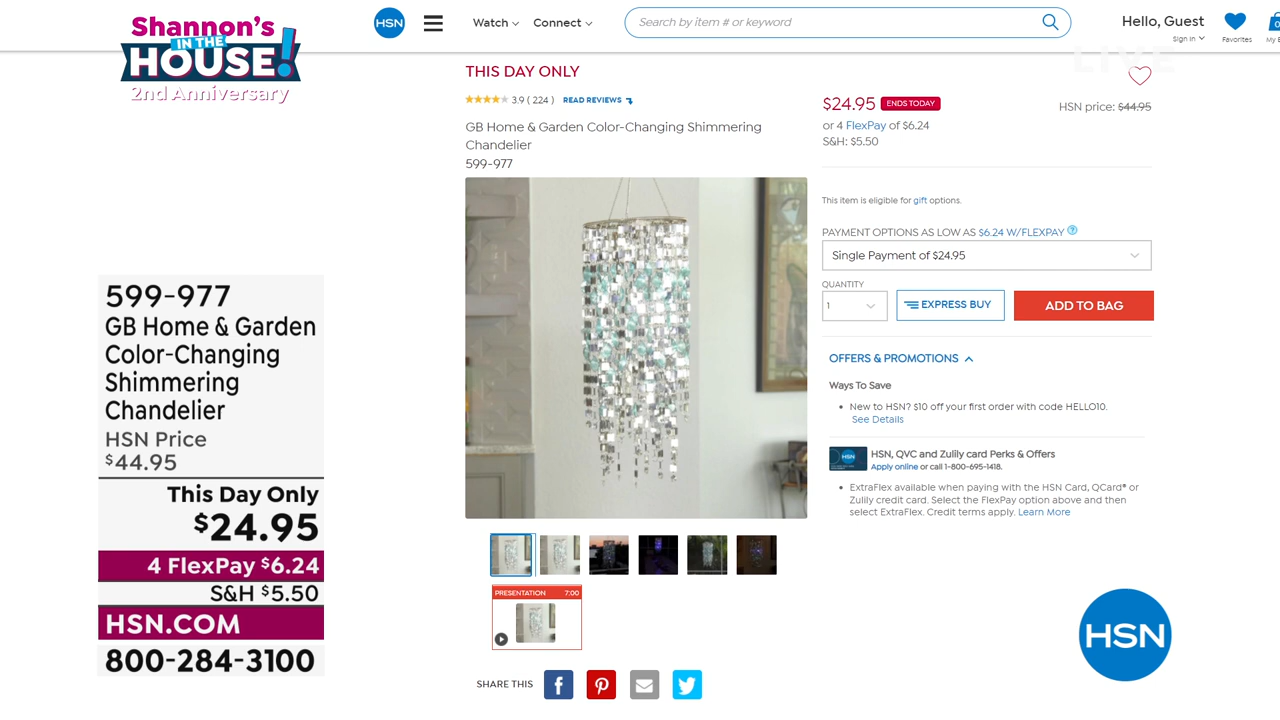 Shannon's
IN THE
HOUSE!
2nd Anniversary
HSN
Watch
Connect
Search by item # or keyword
Hello, Guest
Sign In
Favorites
0
My B
LIVE
THIS DAY ONLY
3.9 ( 224 ) READ REVIEWS
GB Home & Garden Color-Changing Shimmering
Chandelier
599-977
$24.95 ENDS TODAY
HSN price: $44.95
or 4 FlexPay of $6.24
S&H: $5.50
This item is eligible for gift options.
PAYMENT OPTIONS AS LOW AS $6.24 W/FLEXPAY ?
Single Payment of $24.95
QUANTITY
1
EXPRESS BUY
ADD TO BAG
OFFERS & PROMOTIONS
Ways To Save
• New to HSN? $10 off your first order with code HELLO10.
See Details
HSN
HSN, QVC and Zulily card Perks & Offers
Apply online or call 1-800-695-1418.
• ExtraFlex available when paying with the HSN Card, QCard® or
Zulily credit card. Select the FlexPay option above and then
select ExtraFlex. Credit terms apply. Learn More
PRESENTATION 7:00
SHARE THIS
599-977
GB Home & Garden
Color-Changing
Shimmering
Chandelier
HSN Price
$44.95
This Day Only
$24.95
4 FlexPay $6.24
S&H $5.50
HSN.COM
800-284-3100
HSN